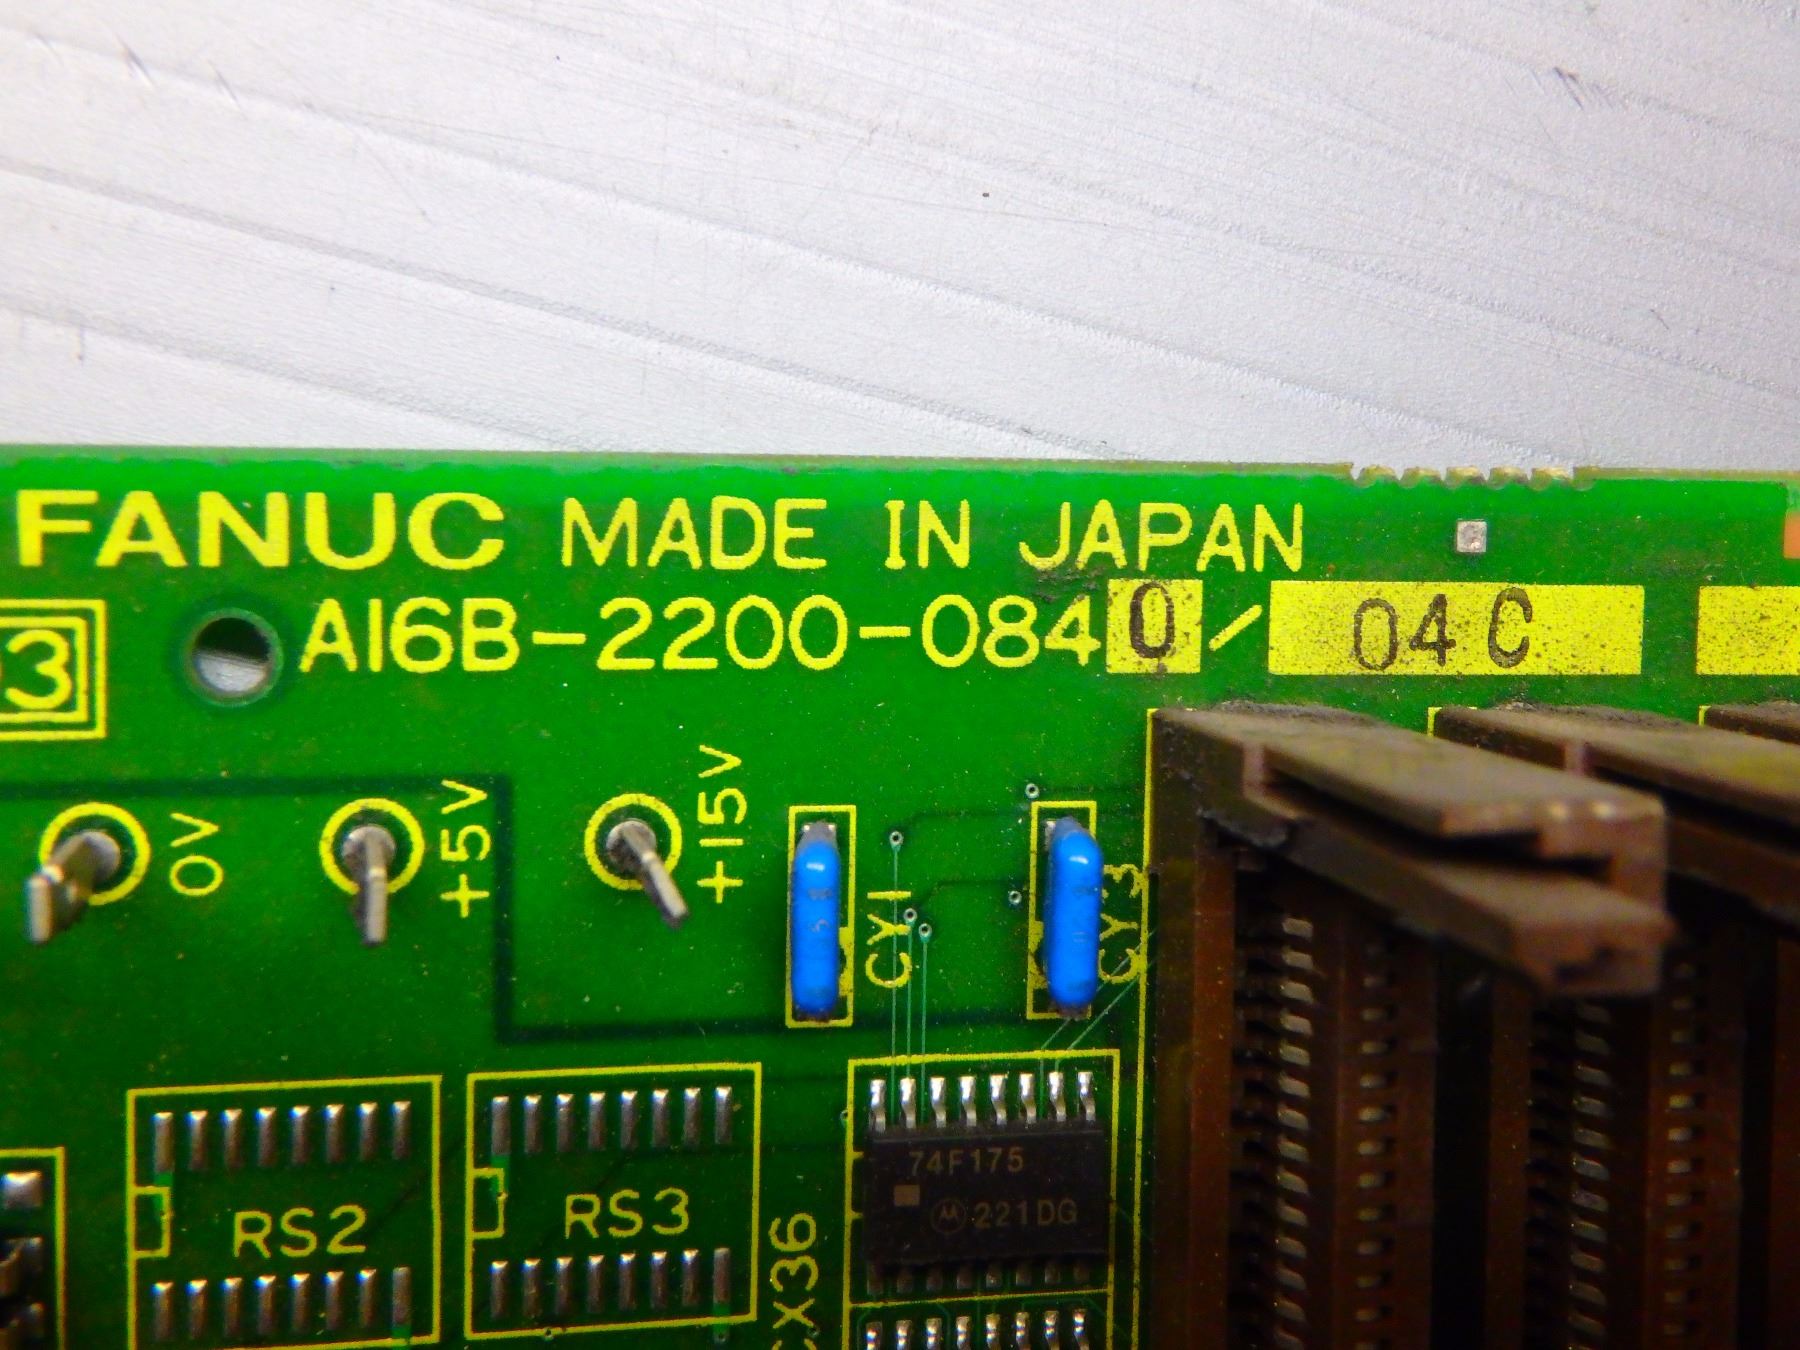 FANUC MADE IN JAPAN
A16B-2200-0840/04C
3
0V
+5V
+15V
CY1
CY3
RS2
RS3
CX36
74F175
221DG